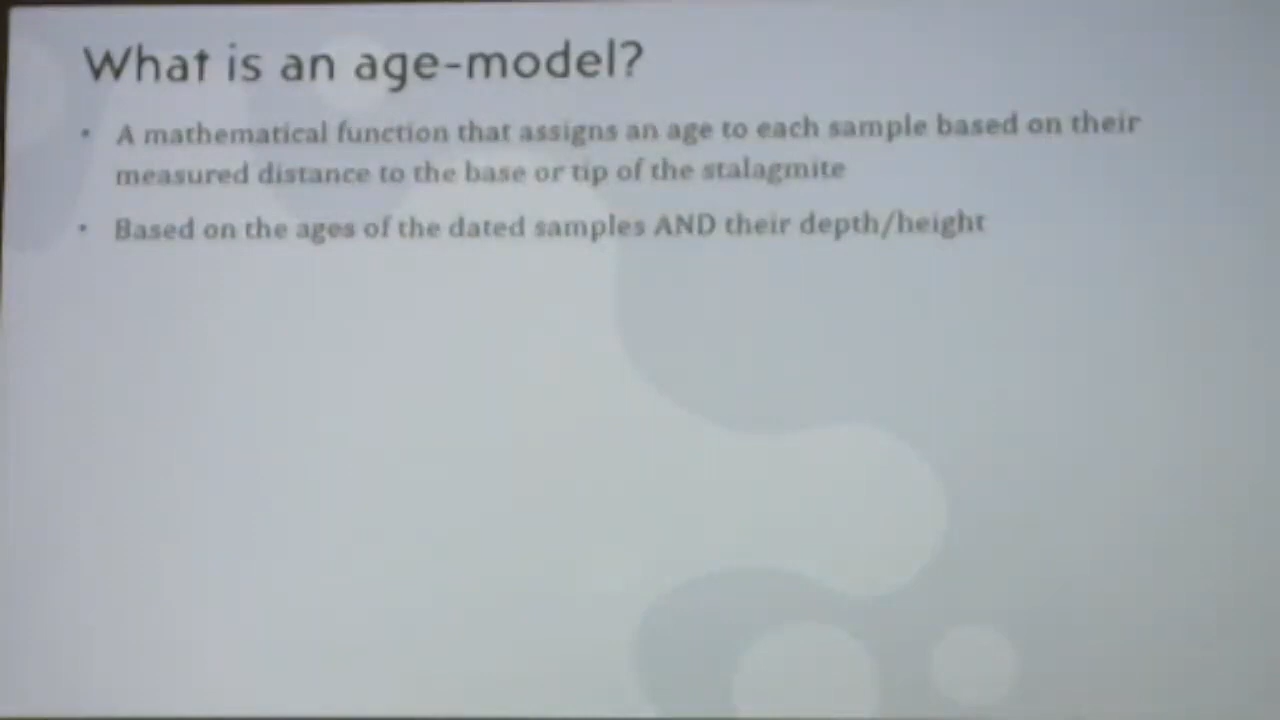 What is an age-model?
• A mathematical function that assigns an age to each sample based on their
measured distance to the base or tip of the stalagmite
• Based on the ages of the dated samples AND their depth/height